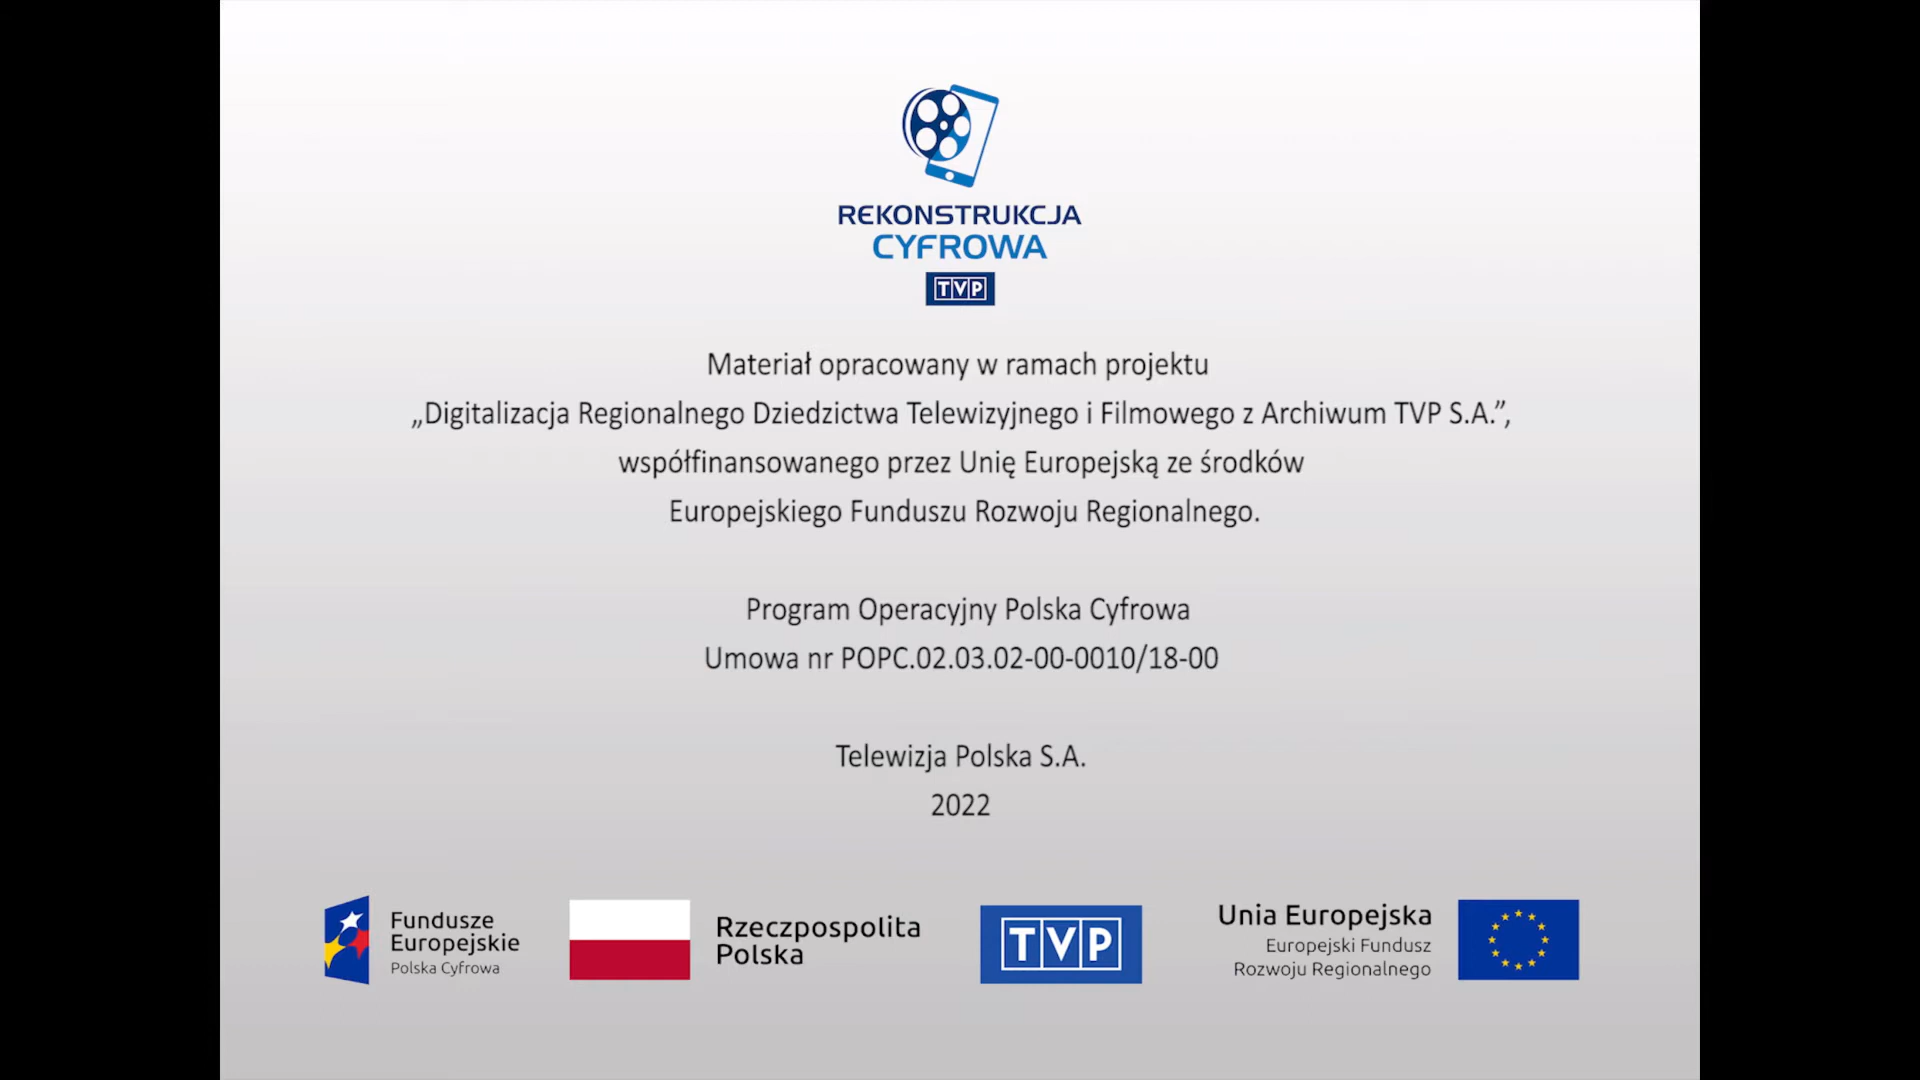 REKONSTRUKCJA
CYFROWA
TVP
Materiał opracowany w ramach projektu
„Digitalizacja Regionalnego Dziedzictwa Telewizyjnego i Filmowego z Archiwum TVP S.A.”,
współfinansowanego przez Unię Europejską ze środków
Europejskiego Funduszu Rozwoju Regionalnego.
Program Operacyjny Polska Cyfrowa
Umowa nr POPC.02.03.02-00-0010/18-00
Telewizja Polska S.A.
2022
Fundusze
Europejskie
Polska Cyfrowa
Rzeczpospolita
Polska
TVP
Unia Europejska
Europejski Fundusz
Rozwoju Regionalnego